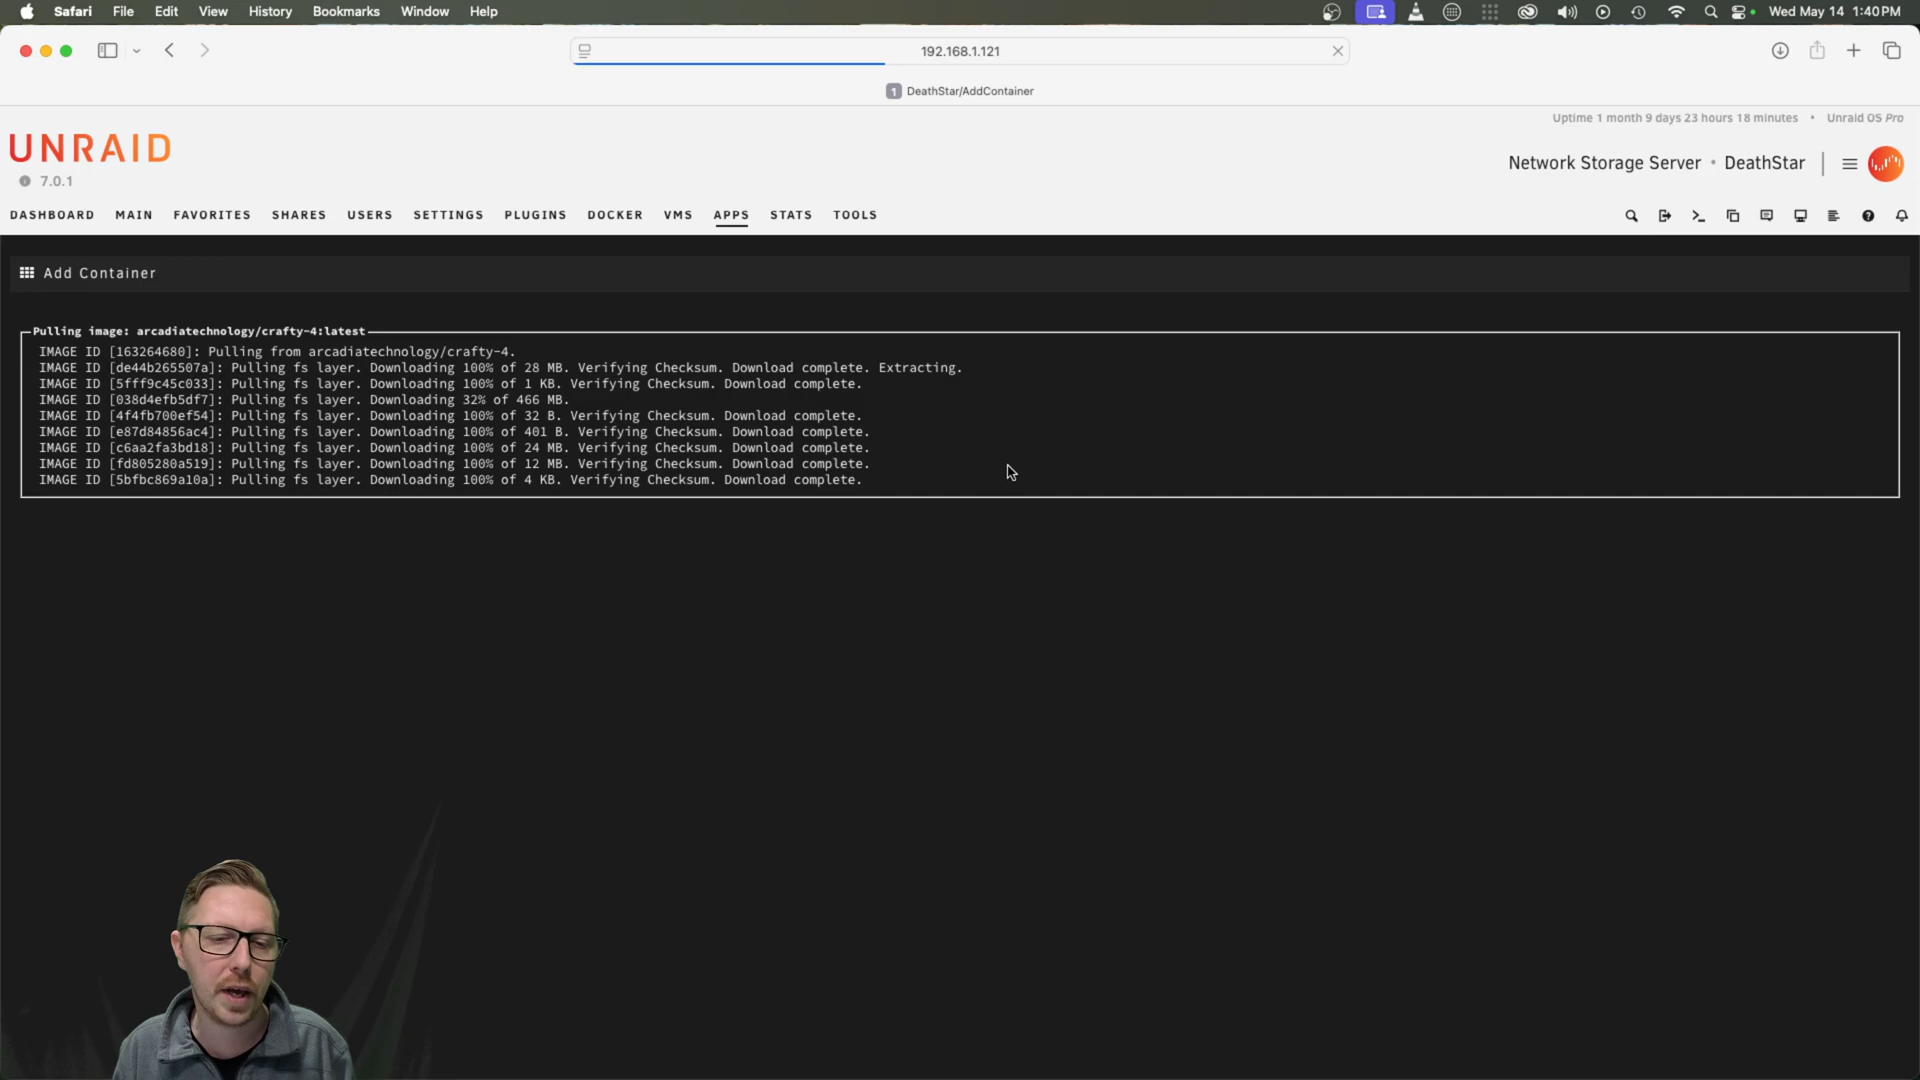 Safari File Edit View History Bookmarks Window Help Wed May 14 1:40 PM
192.168.1.121
1 DeathStar/AddContainer
Uptime 1 month 9 days 23 hours 18 minutes • Unraid OS Pro
UNRAID
Network Storage Server • DeathStar
7.0.1
DASHBOARD MAIN FAVORITES SHARES USERS SETTINGS PLUGINS DOCKER VMS APPS STATS TOOLS
Add Container
Pulling image: arcadiatechnology/crafty-4:latest
IMAGE ID [163264680]: Pulling from arcadiatechnology/crafty-4.
IMAGE ID [de44b265507a]: Pulling fs layer. Downloading 100% of 28 MB. Verifying Checksum. Download complete. Extracting.
IMAGE ID [5fff9c45c033]: Pulling fs layer. Downloading 100% of 1 KB. Verifying Checksum. Download complete.
IMAGE ID [038d4efb5df7]: Pulling fs layer. Downloading 32% of 466 MB.
IMAGE ID [4f4fb700ef54]: Pulling fs layer. Downloading 100% of 32 B. Verifying Checksum. Download complete.
IMAGE ID [e87d84856ac4]: Pulling fs layer. Downloading 100% of 401 B. Verifying Checksum. Download complete.
IMAGE ID [c6aa2fa3bd18]: Pulling fs layer. Downloading 100% of 24 MB. Verifying Checksum. Download complete.
IMAGE ID [fd805280a519]: Pulling fs layer. Downloading 100% of 12 MB. Verifying Checksum. Download complete.
IMAGE ID [5bfbc869a10a]: Pulling fs layer. Downloading 100% of 4 KB. Verifying Checksum. Download complete.